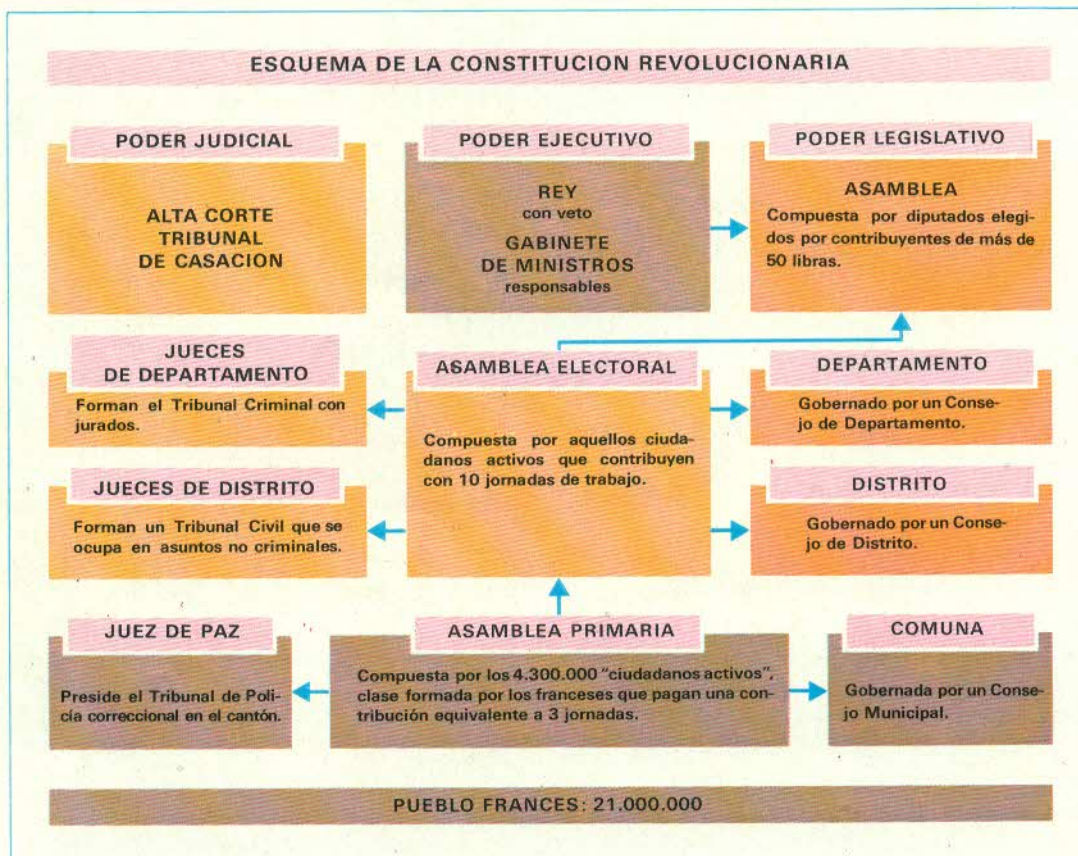 ESQUEMA DE LA CONSTITUCION REVOLUCIONARIA
PODER JUDICIAL
ALTA CORTE
TRIBUNAL
DE CASACION
PODER EJECUTIVO
REY
con veto
GABINETE
DE MINISTROS
responsables
PODER LEGISLATIVO
ASAMBLEA
Compuesta por diputados elegi-
dos por contribuyentes de más de
50 libras.
JUECES
DE DEPARTAMENTO
Forman el Tribunal Criminal con
jurados.
ASAMBLEA ELECTORAL
Compuesta por aquellos ciuda-
danos activos que contribuyen
con 10 jornadas de trabajo.
DEPARTAMENTO
Gobernado por un Conse-
jo de Departamento.
JUECES DE DISTRITO
Forman un Tribunal Civil que se
ocupa en asuntos no criminales.
DISTRITO
Gobernado por un Conse-
jo de Distrito.
JUEZ DE PAZ
Preside el Tribunal de Poli-
cía correccional en el cantón.
ASAMBLEA PRIMARIA
Compuesta por los 4.300.000 "ciudadanos activos",
clase formada por los franceses que pagan una con-
tribución equivalente a 3 jornadas.
COMUNA
Gobernada por un Conse-
jo Municipal.
PUEBLO FRANCES: 21.000.000